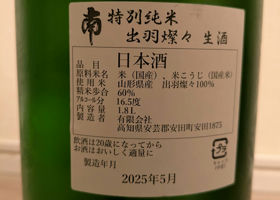 南 特別純米
出羽燦々 生酒
品目 日本酒
原料米名 米(国産)、米こうじ(国産)
使用米 山形県産 出羽燦々100%
精米歩合 60%
アルコール分 16.5度
内容量 1.8L
製造者 有限会社
高知県安芸郡安田町安田1875
飲酒は20歳になってから
お酒はおいしく適量に
製造年月
2025年5月